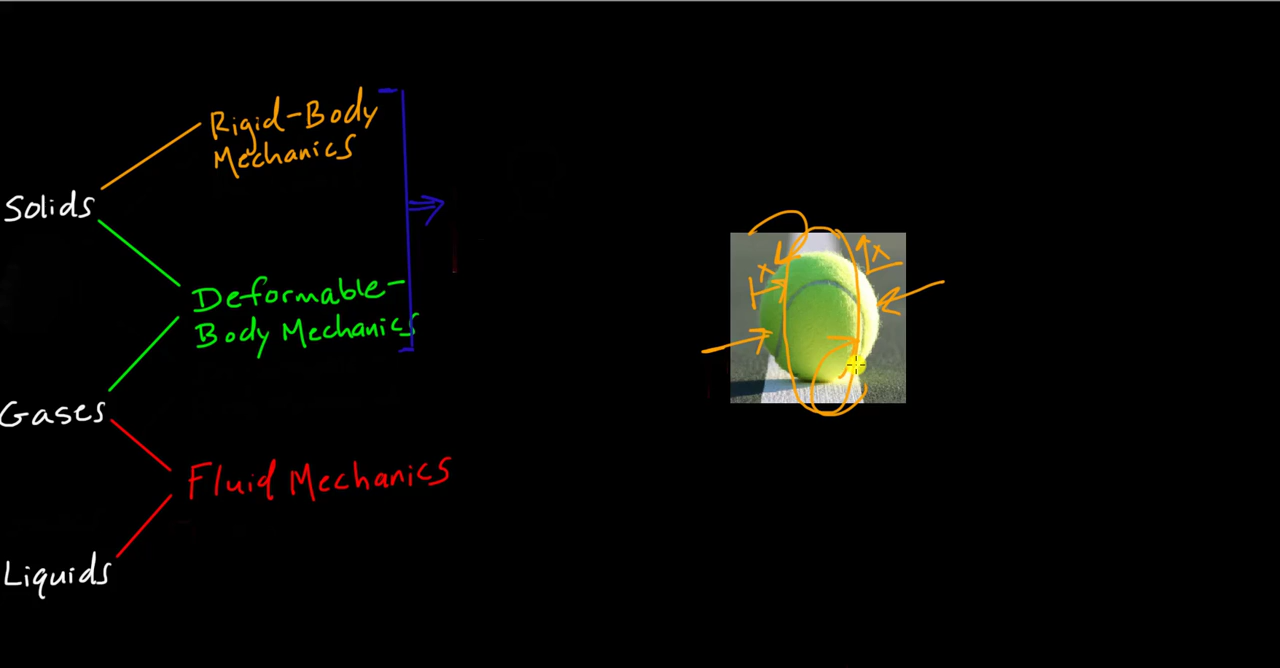 Rigid-Body
Mechanics
Solids
Deformable-
Body Mechanics
Gases
Fluid Mechanics
Liquids
x
x